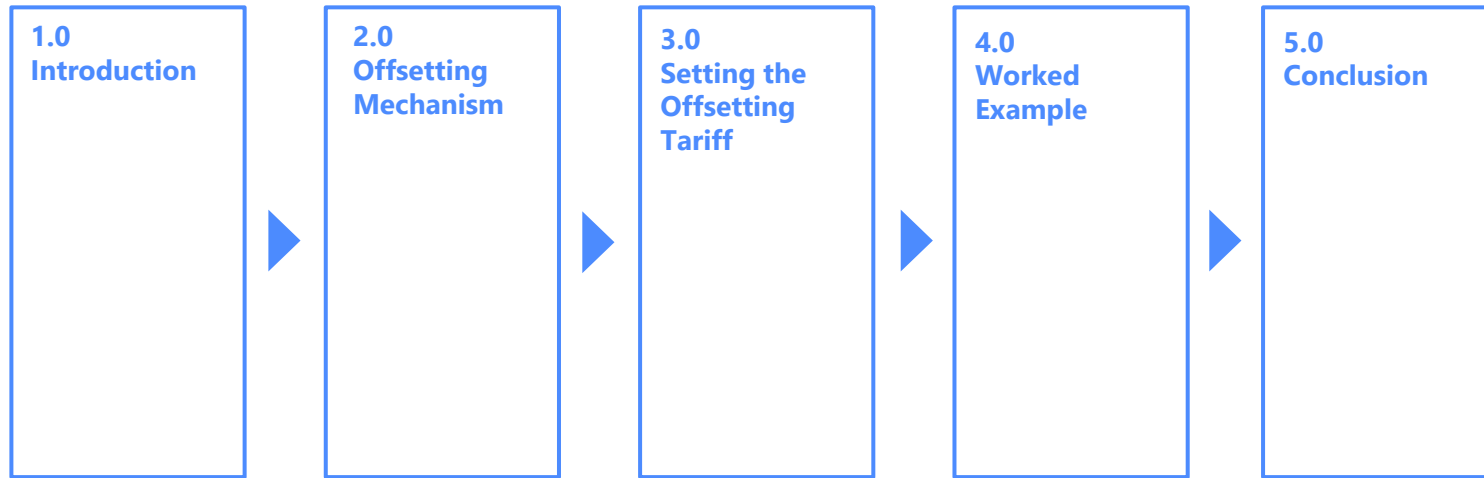 1.0
Introduction
2.0
Offsetting
Mechanism
3.0
Setting the
Offsetting
Tariff
4.0
Worked
Example
5.0
Conclusion